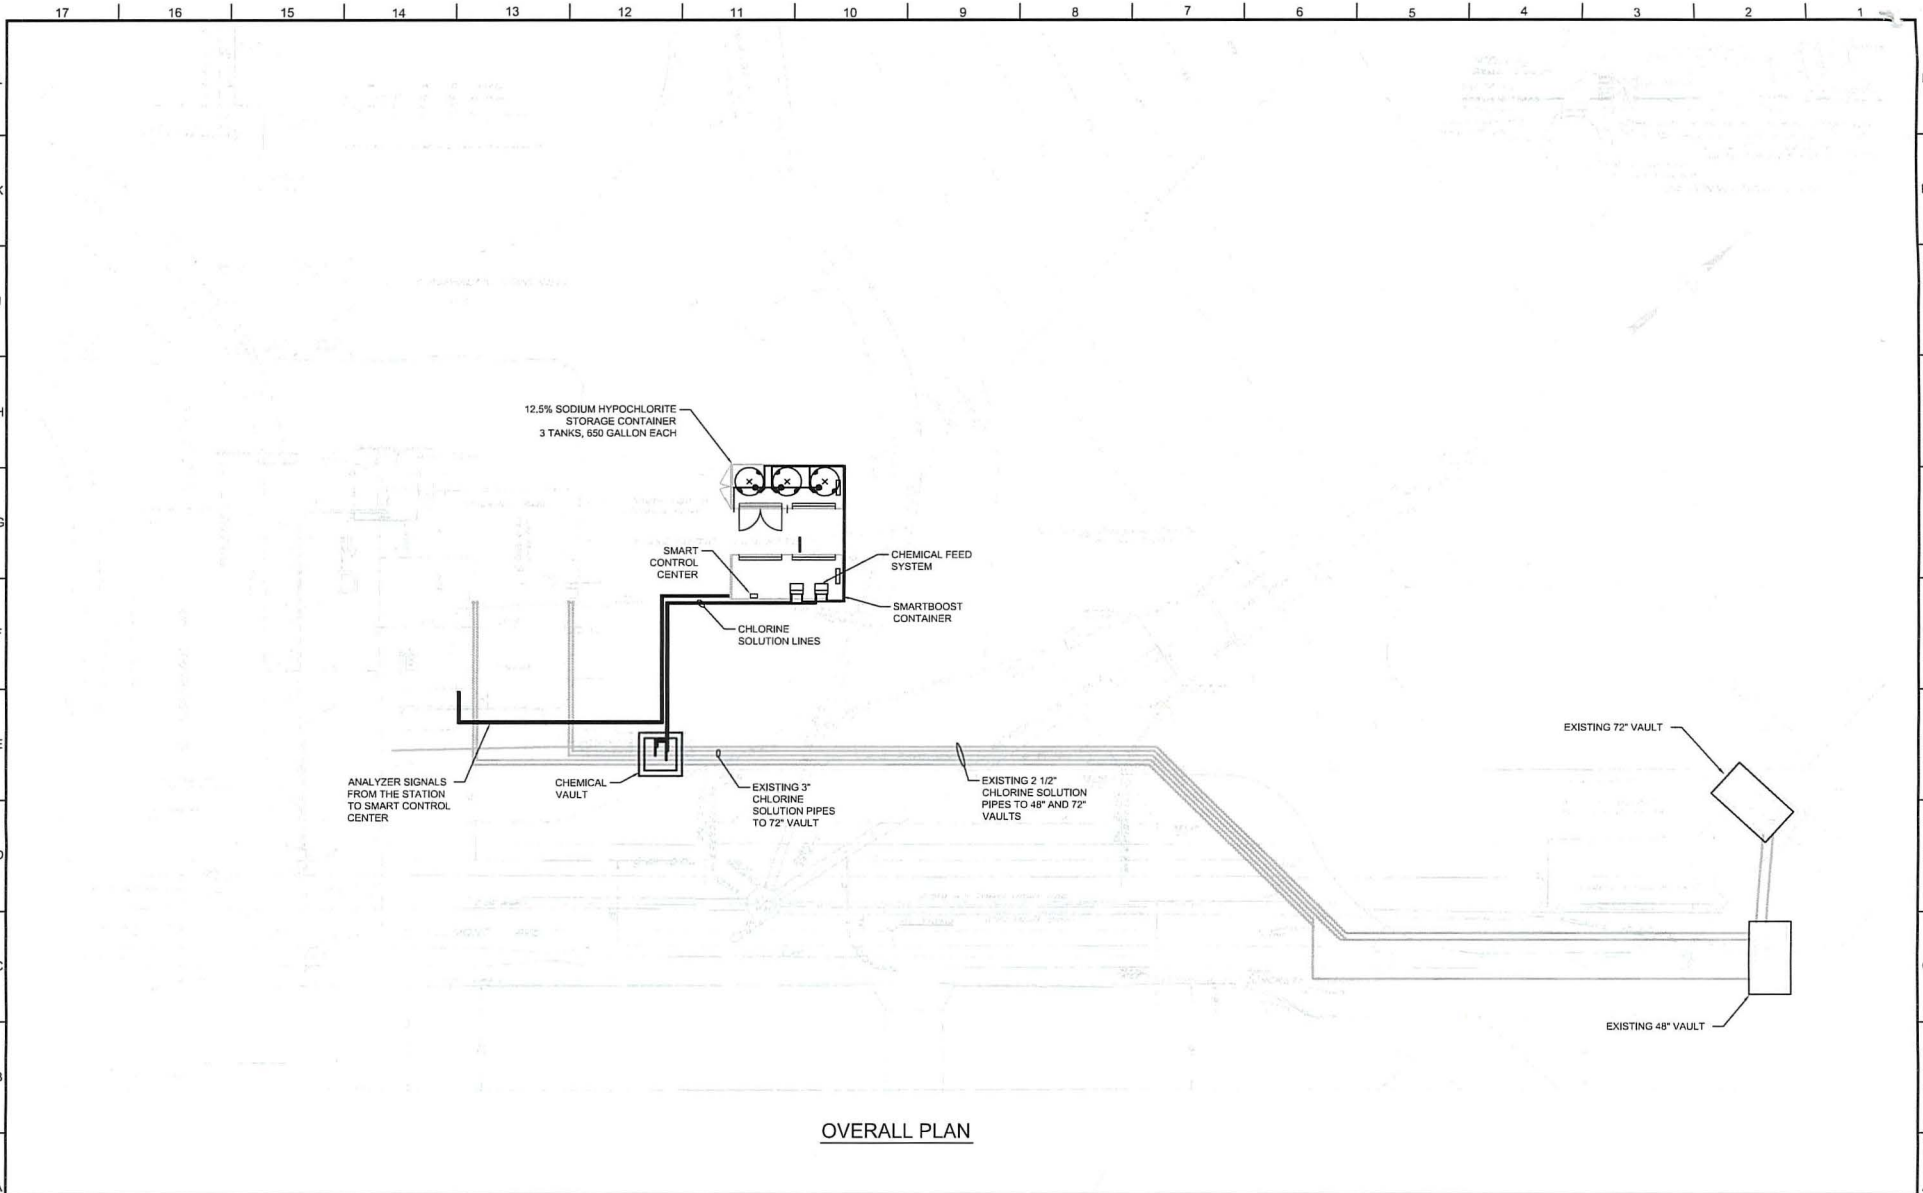 17 16 15 14 13 12 11 10 9 8 7 6 5 4 3 2 1
K
H
G
F
E
D
C
B
12.5% SODIUM HYPOCHLORITE
STORAGE CONTAINER
3 TANKS, 650 GALLON EACH
SMART
CONTROL
CENTER
CHEMICAL FEED
SYSTEM
SMARTBOOST
CONTAINER
CHLORINE
SOLUTION LINES
ANALYZER SIGNALS
FROM THE STATION
TO SMART CONTROL
CENTER
CHEMICAL
VAULT
EXISTING 3"
CHLORINE
SOLUTION PIPES
TO 72" VAULT
EXISTING 2 1/2"
CHLORINE SOLUTION
PIPES TO 48" AND 72"
VAULTS
EXISTING 72" VAULT
EXISTING 48" VAULT
OVERALL PLAN